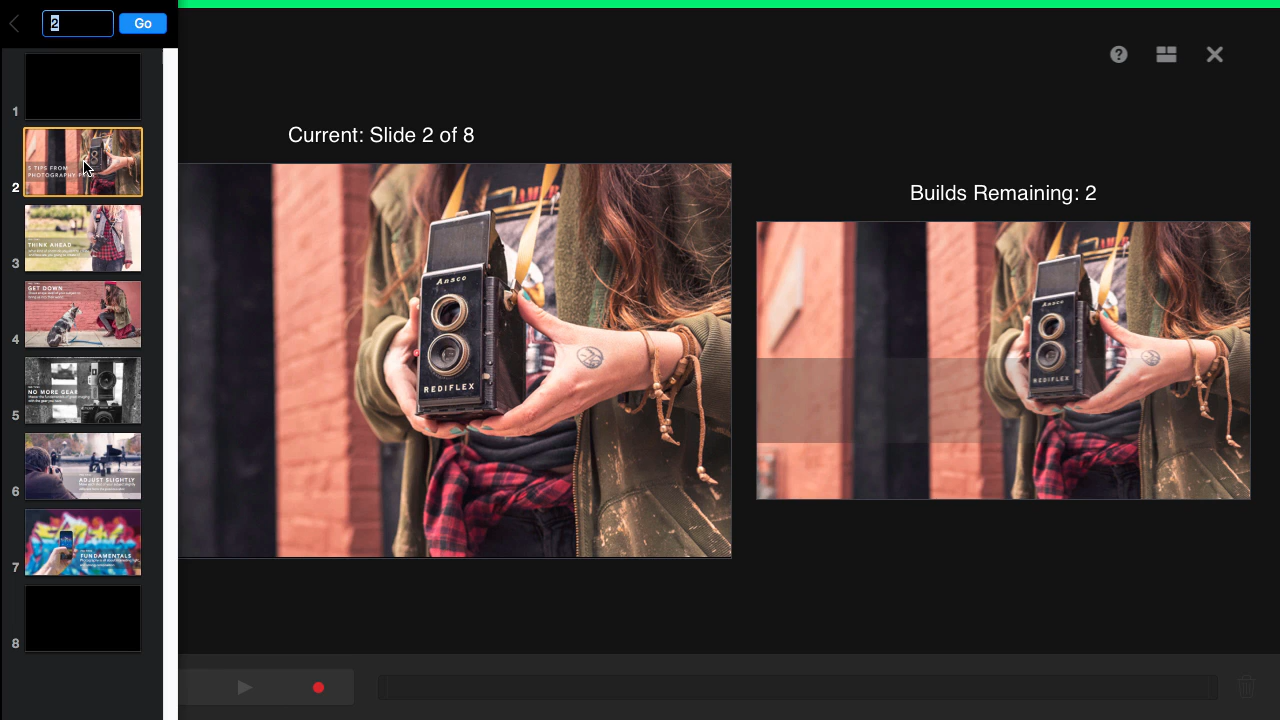 2
Go
1
5 TIPS FROM
PHOTOGRAPHY
2
THINK AHEAD
3
GET DOWN
4
NO MORE GEAR
5
ADJUST SLIGHTLY
6
FUNDAMENTALS
7
8
Current: Slide 2 of 8
Ansco
REDIFLEX
Builds Remaining: 2
Ansco
REDIFLEX